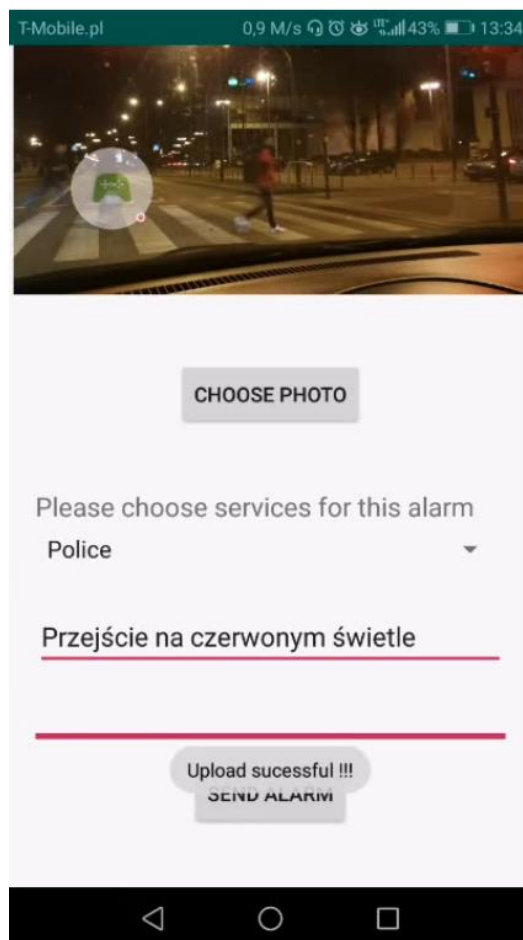 T-Mobile.pl 0,9 M/s 43% 13:34
CHOOSE PHOTO
Please choose services for this alarm
Police
Przejście na czerwonym świetle
Upload sucessful !!!
SEND ALARM